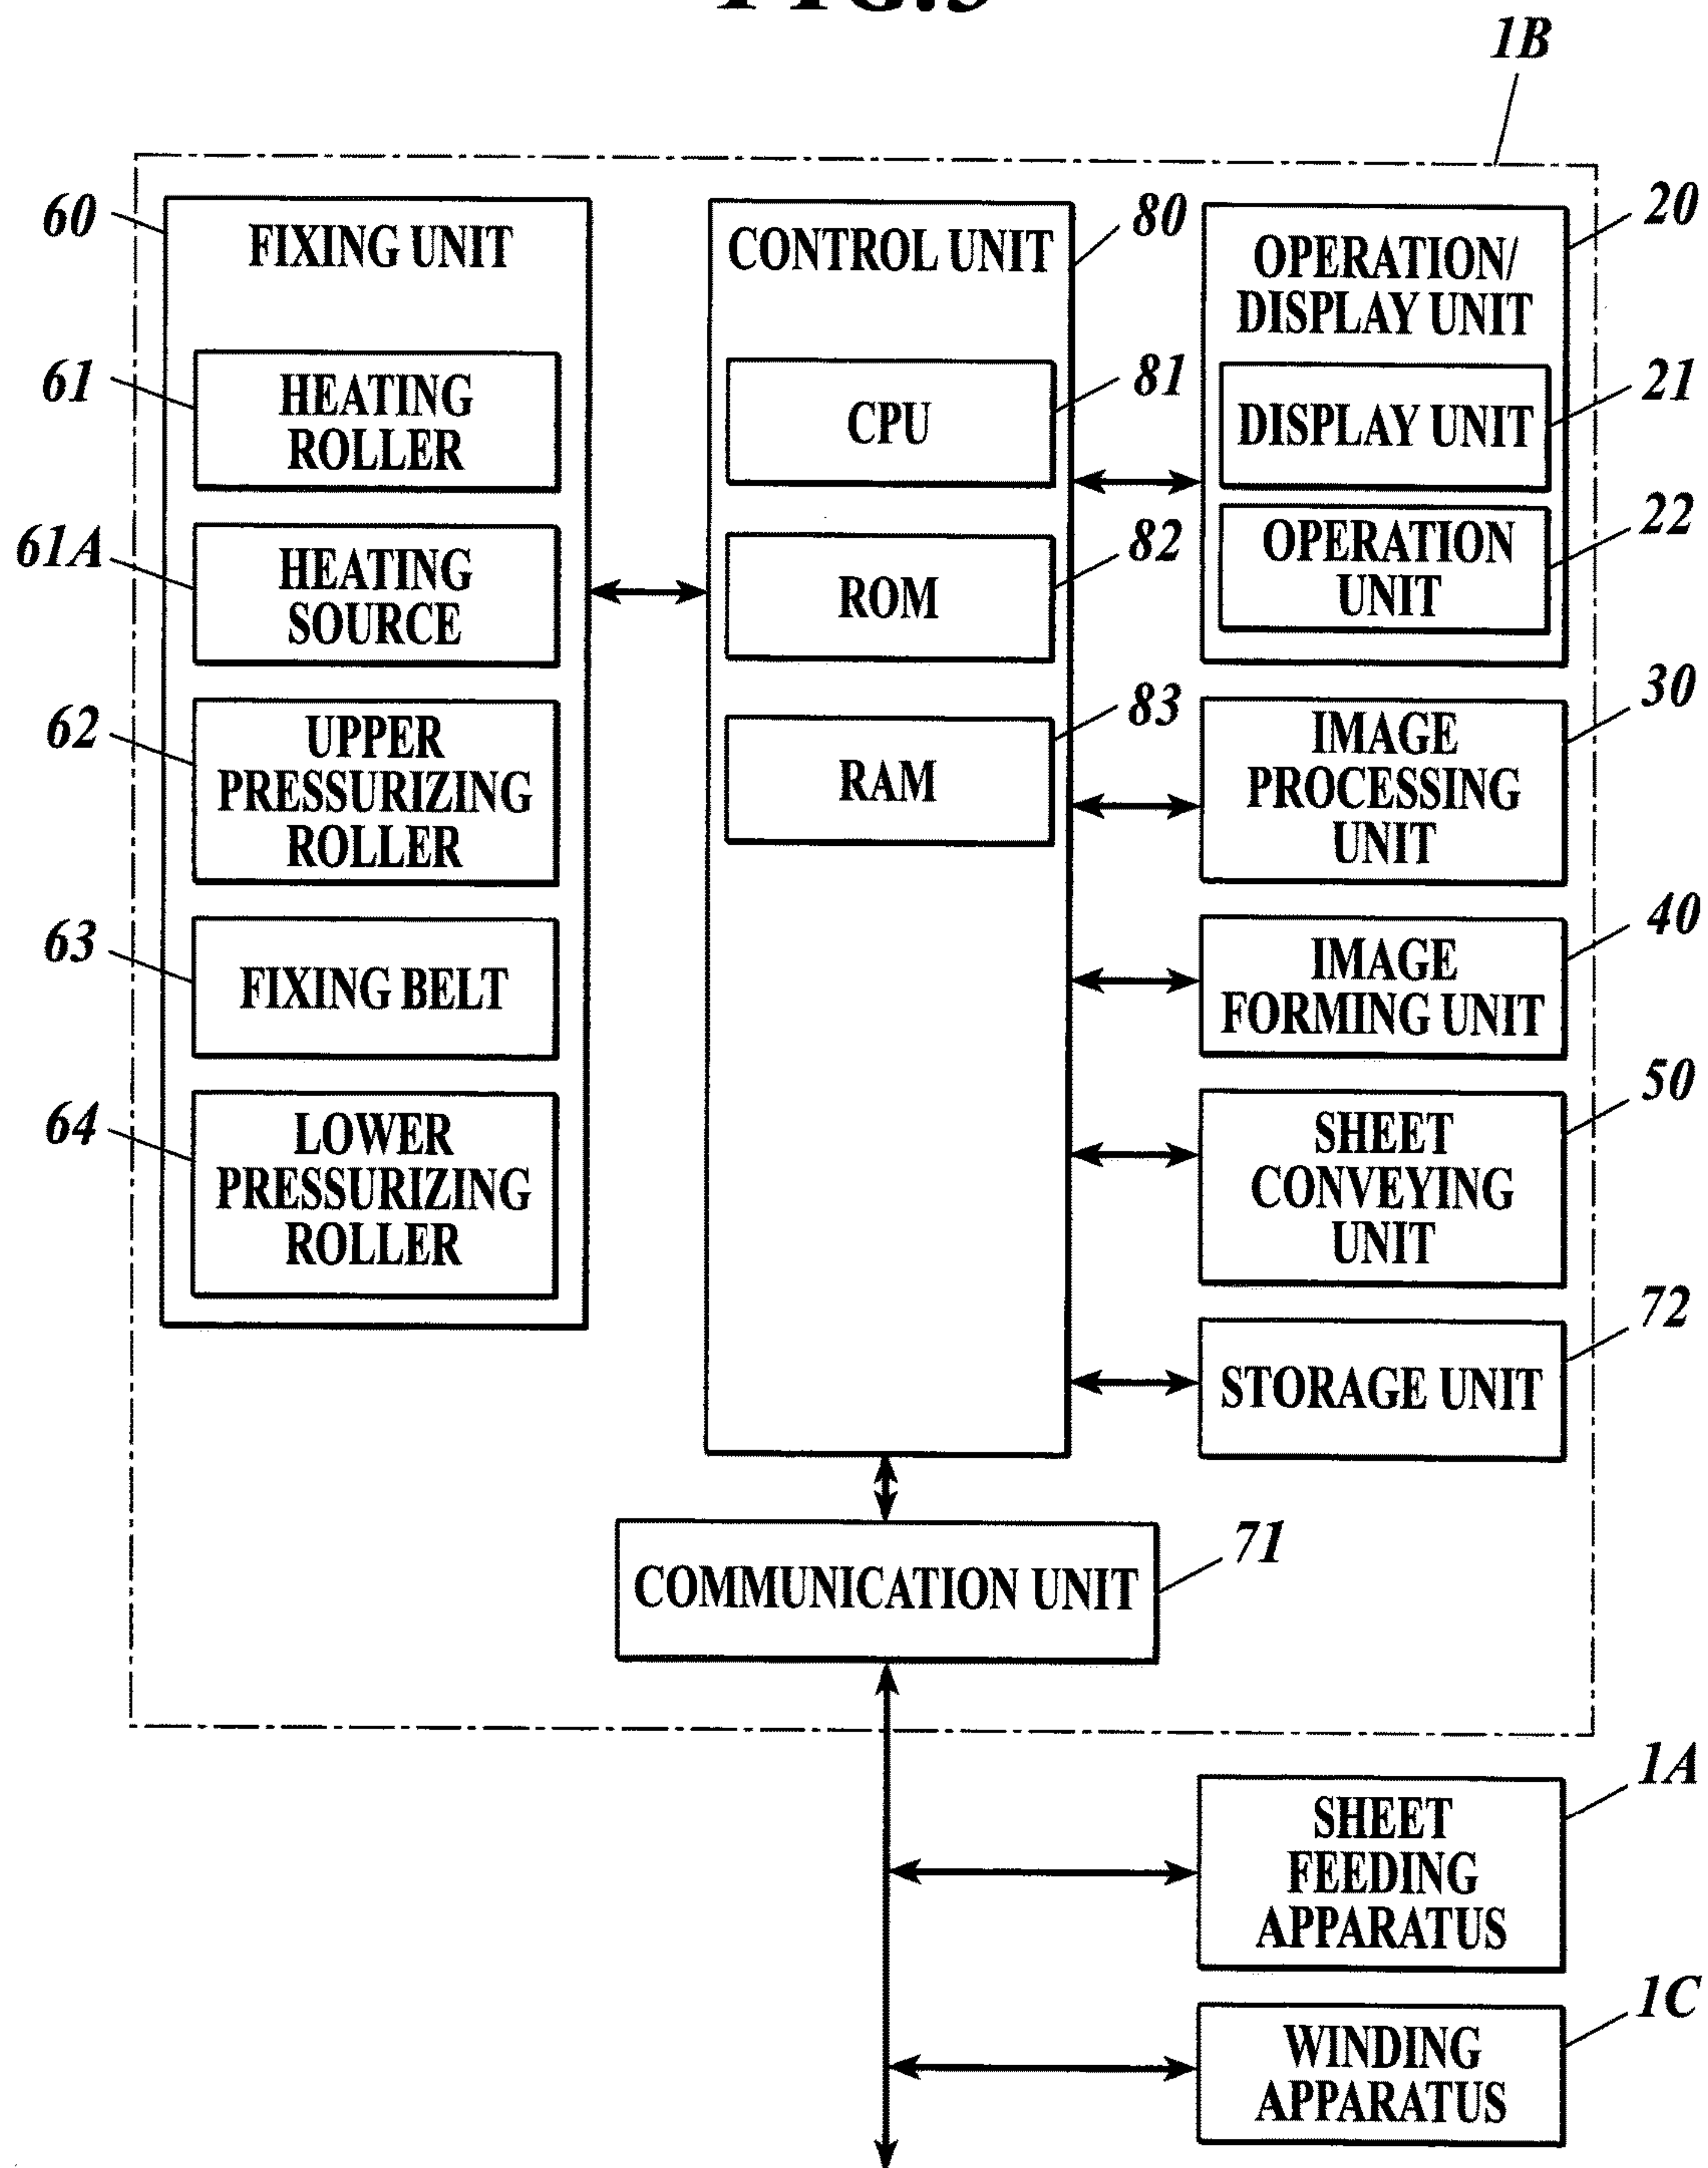 FIG.3
1B
60
FIXING UNIT
61
HEATING
ROLLER
61A
HEATING
SOURCE
62
UPPER
PRESSURIZING
ROLLER
63
FIXING BELT
64
LOWER
PRESSURIZING
ROLLER
CONTROL UNIT
80
CPU
81
ROM
82
RAM
83
OPERATION/
DISPLAY UNIT
20
DISPLAY UNIT
21
OPERATION
UNIT
22
IMAGE
PROCESSING
UNIT
30
IMAGE
FORMING UNIT
40
SHEET
CONVEYING
UNIT
50
STORAGE UNIT
72
COMMUNICATION UNIT
71
SHEET
FEEDING
APPARATUS
1A
WINDING
APPARATUS
1C